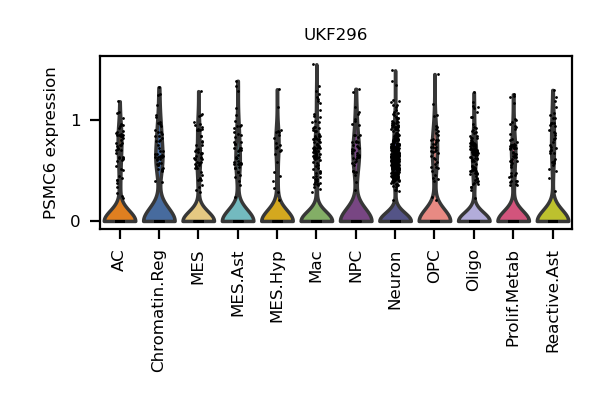 UKF296
PSMC6 expression
1
0
AC
Chromatin.Reg
MES
MES.Ast
MES.Hyp
Mac
NPC
Neuron
OPC
Oligo
Prolif.Metab
Reactive.Ast